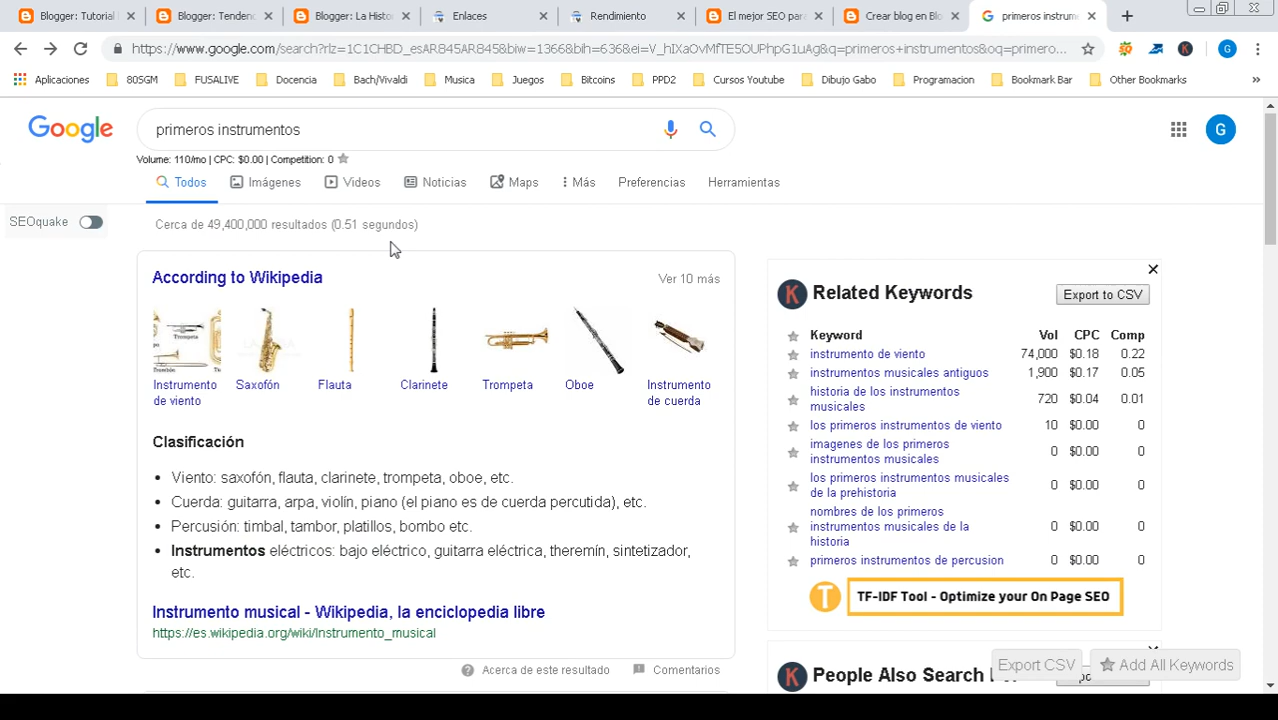 Blogger: Tutorial
Blogger: Tendenc
Blogger: La Histor
Enlaces
Rendimiento
El mejor SEO para
Crear blog en Blo
primeros instrum
https://www.google.com/search?rlz=1C1CHBD_esAR845AR845&biw=1366&bih=636&ei=V_hIXaOvMfTE5OUPhpG1uAg&q=primeros+instrumentos&oq=primero...
G
Aplicaciones
80SGM
FUSALIVE
Docencia
Bach/Vivaldi
Musica
Juegos
Bitcoins
PPD2
Cursos Youtube
Dibujo Gabo
Programacion
Bookmark Bar
Other Bookmarks
Google
primeros instrumentos
G
Volume: 110/mo | CPC: $0.00 | Competition: 0
Todos
Imágenes
Videos
Noticias
Maps
Más
Preferencias
Herramientas
SEOquake
Cerca de 49,400,000 resultados (0.51 segundos)
According to Wikipedia
Ver 10 más
Trompeta
Instrumento de viento
Saxofón
Flauta
Clarinete
Trompeta
Oboe
Instrumento de cuerda
Clasificación
• Viento: saxofón, flauta, clarinete, trompeta, oboe, etc.
• Cuerda: guitarra, arpa, violín, piano (el piano es de cuerda percutida), etc.
• Percusión: timbal, tambor, platillos, bombo etc.
• Instrumentos eléctricos: bajo eléctrico, guitarra eléctrica, theremín, sintetizador,
etc.
Instrumento musical - Wikipedia, la enciclopedia libre
https://es.wikipedia.org/wiki/Instrumento_musical
Acerca de este resultado
Comentarios
K Related Keywords
Export to CSV
Keyword Vol CPC Comp
instrumento de viento 74,000 $0.18 0.22
instrumentos musicales antiguos 1,900 $0.17 0.05
historia de los instrumentos
musicales 720 $0.04 0.01
los primeros instrumentos de viento 10 $0.00 0
imagenes de los primeros
instrumentos musicales 0 $0.00 0
los primeros instrumentos musicales
de la prehistoria 0 $0.00 0
nombres de los primeros
instrumentos musicales de la
historia 0 $0.00 0
primeros instrumentos de percusion 0 $0.00 0
T TF-IDF Tool - Optimize your On Page SEO
K People Also Search
Export CSV
Add All Keywords